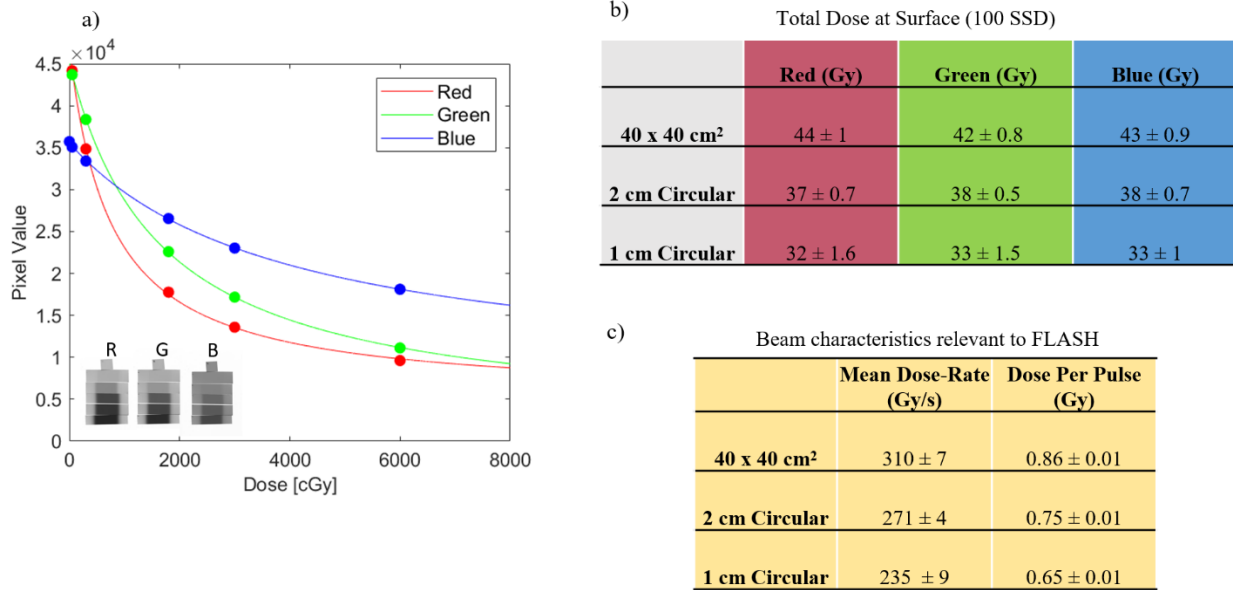 a)
×10⁴
4.5
4
3.5
3
2.5
2
1.5
1
0.5
0
Pixel Value
Red
Green
Blue
R G B
0 2000 4000 6000 8000
Dose [cGy]
b)
Total Dose at Surface (100 SSD)
Red (Gy) Green (Gy) Blue (Gy)
40 x 40 cm² 44 ± 1 42 ± 0.8 43 ± 0.9
2 cm Circular 37 ± 0.7 38 ± 0.5 38 ± 0.7
1 cm Circular 32 ± 1.6 33 ± 1.5 33 ± 1
c)
Beam characteristics relevant to FLASH
Mean Dose-Rate Dose Per Pulse
(Gy/s) (Gy)
40 x 40 cm² 310 ± 7 0.86 ± 0.01
2 cm Circular 271 ± 4 0.75 ± 0.01
1 cm Circular 235 ± 9 0.65 ± 0.01